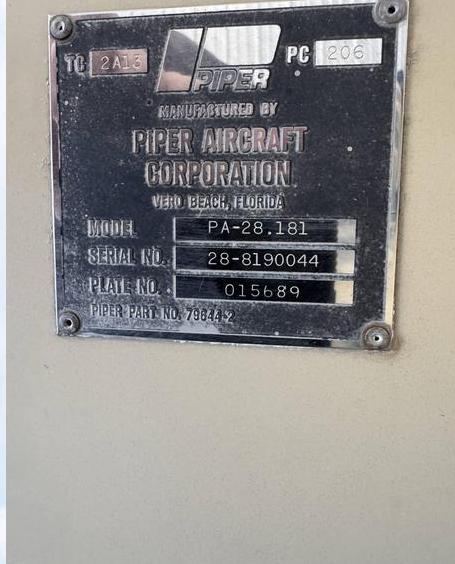 TC 2A13 PIPER PC 206
MANUFACTURED BY
PIPER AIRCRAFT
CORPORATION
VERO BEACH, FLORIDA
MODEL PA-28.181
SERIAL NO. 28-8190044
PLATE NO. 015689
PIPER PART NO. 79644-2